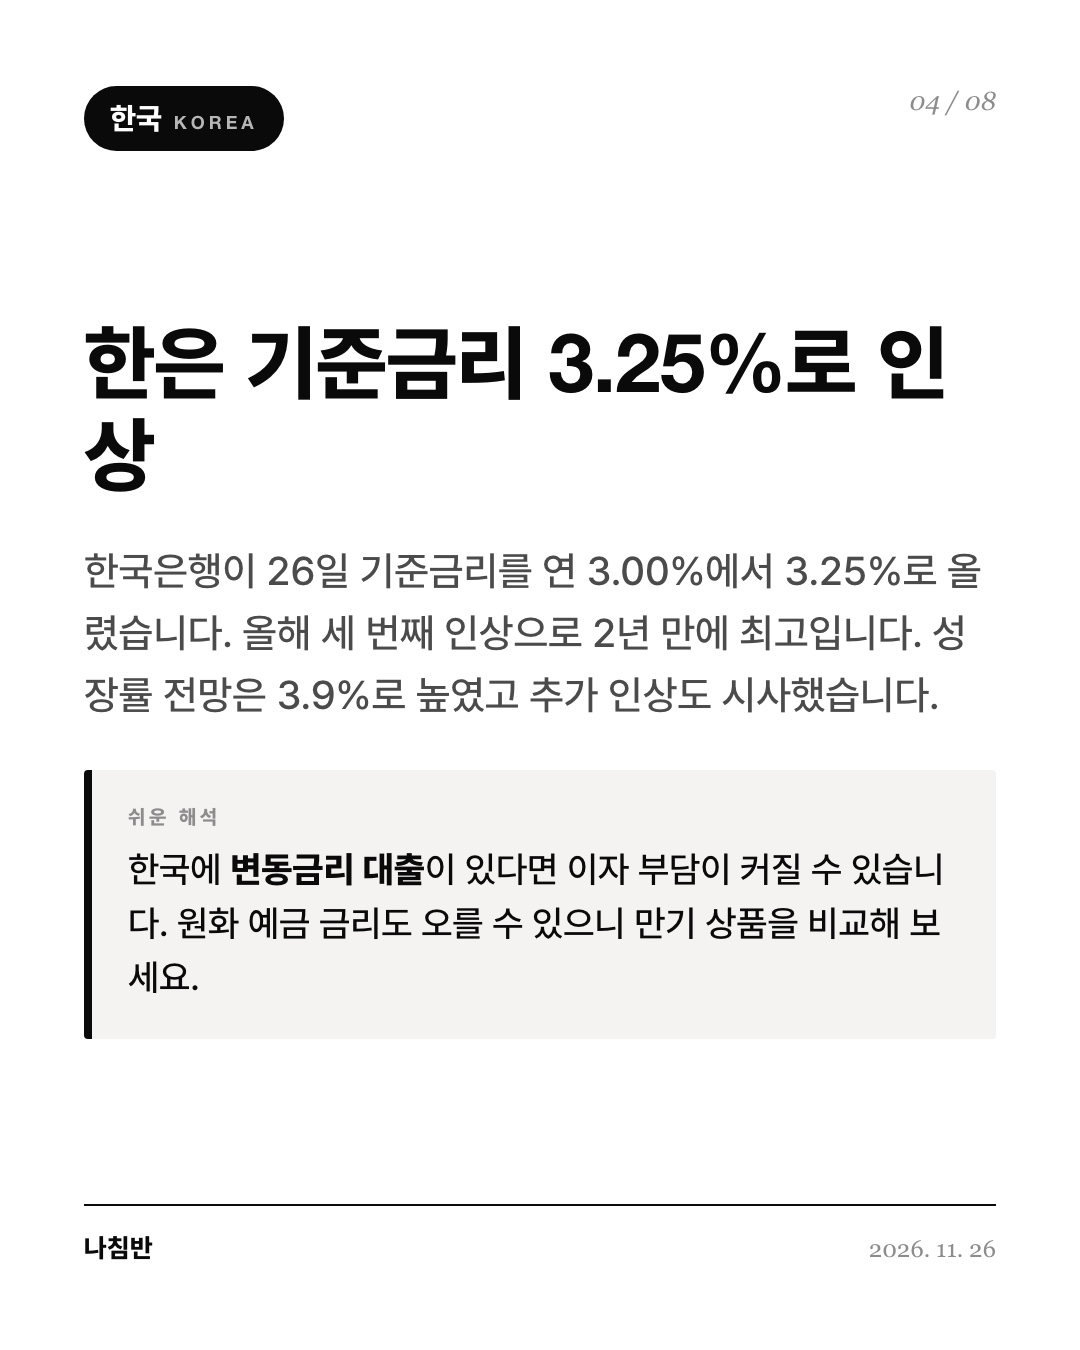 한국 KOREA
04 / 08
한은 기준금리 3.25%로 인
상
한국은행이 26일 기준금리를 연 3.00%에서 3.25%로 올
렸습니다. 올해 세 번째 인상으로 2년 만에 최고입니다. 성
장률 전망은 3.9%로 높였고 추가 인상도 시사했습니다.
쉬운 해석
한국에 변동금리 대출이 있다면 이자 부담이 커질 수 있습니
다. 원화 예금 금리도 오를 수 있으니 만기 상품을 비교해 보
세요.
나침반
2026. 11. 26